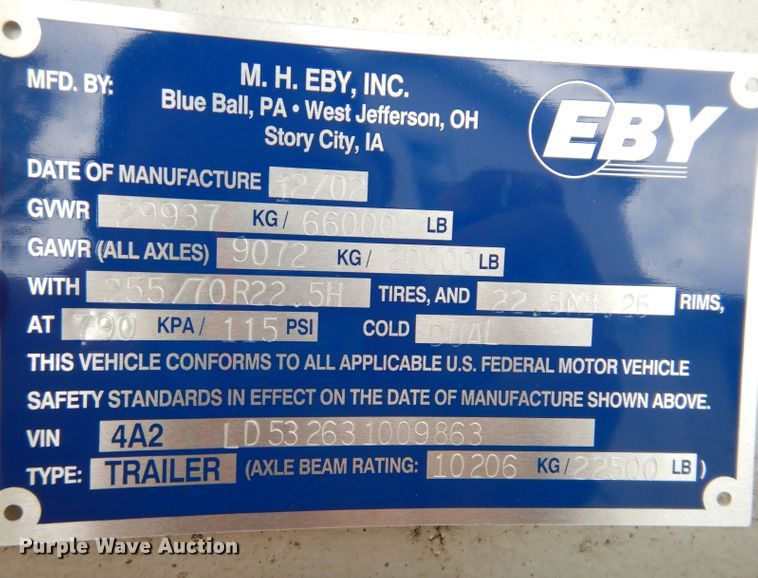 MFD. BY: M. H. EBY, INC.
Blue Ball, PA • West Jefferson, OH
Story City, IA
EBY
DATE OF MANUFACTURE 12/02
GVWR 29937 KG/ 66000 LB
GAWR (ALL AXLES) 9072 KG/ 20000 LB
WITH 255/70R22.5H TIRES, AND 22.5X8.25 RIMS,
AT 790 KPA/ 115 PSI COLD DUAL
THIS VEHICLE CONFORMS TO ALL APPLICABLE U.S. FEDERAL MOTOR VEHICLE
SAFETY STANDARDS IN EFFECT ON THE DATE OF MANUFACTURE SHOWN ABOVE.
VIN 4A2 LD532631009863
TYPE: TRAILER (AXLE BEAM RATING: 10206 KG/ 22500 LB)
Purple Wave Auction